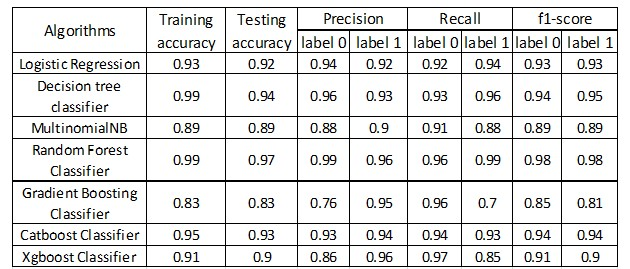 Algorithms Training accuracy Testing accuracy Precision Recall f1-score
label 0 label 1 label 0 label 1 label 0 label 1
Logistic Regression 0.93 0.92 0.94 0.92 0.92 0.94 0.93 0.93
Decision tree classifier 0.99 0.94 0.96 0.93 0.93 0.96 0.94 0.95
MultinomialNB 0.89 0.89 0.88 0.9 0.91 0.88 0.89 0.89
Random Forest Classifier 0.99 0.97 0.99 0.96 0.96 0.99 0.98 0.98
Gradient Boosting Classifier 0.83 0.83 0.76 0.95 0.96 0.7 0.85 0.81
Catboost Classifier 0.95 0.93 0.93 0.94 0.94 0.93 0.94 0.94
Xgboost Classifier 0.91 0.9 0.86 0.96 0.97 0.85 0.91 0.9